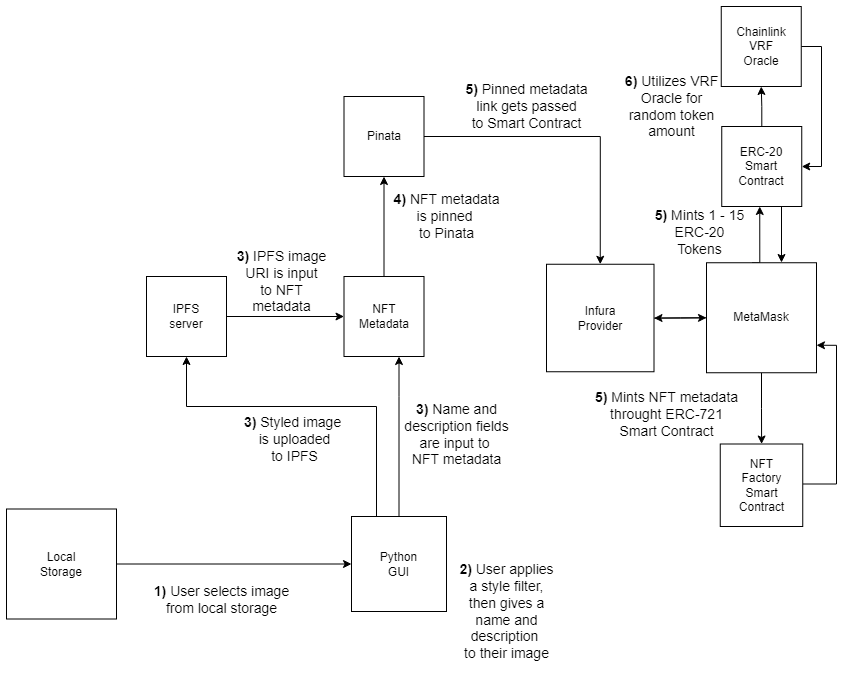 Chainlink
VRF
Oracle
6) Utilizes VRF
Oracle for
random token
amount
5) Pinned metadata
link gets passed
to Smart Contract
Pinata
ERC-20
Smart
Contract
4) NFT metadata
is pinned
to Pinata
5) Mints 1 - 15
ERC-20
Tokens
3) IPFS image
URI is input
to NFT
metadata
IPFS
server
NFT
Metadata
Infura
Provider
MetaMask
3) Styled image
is uploaded
to IPFS
3) Name and
description fields
are input to
NFT metadata
5) Mints NFT metadata
throught ERC-721
Smart Contract
NFT
Factory
Smart
Contract
Local
Storage
Python
GUI
1) User selects image
from local storage
2) User applies
a style filter,
then gives a
name and
description
to their image